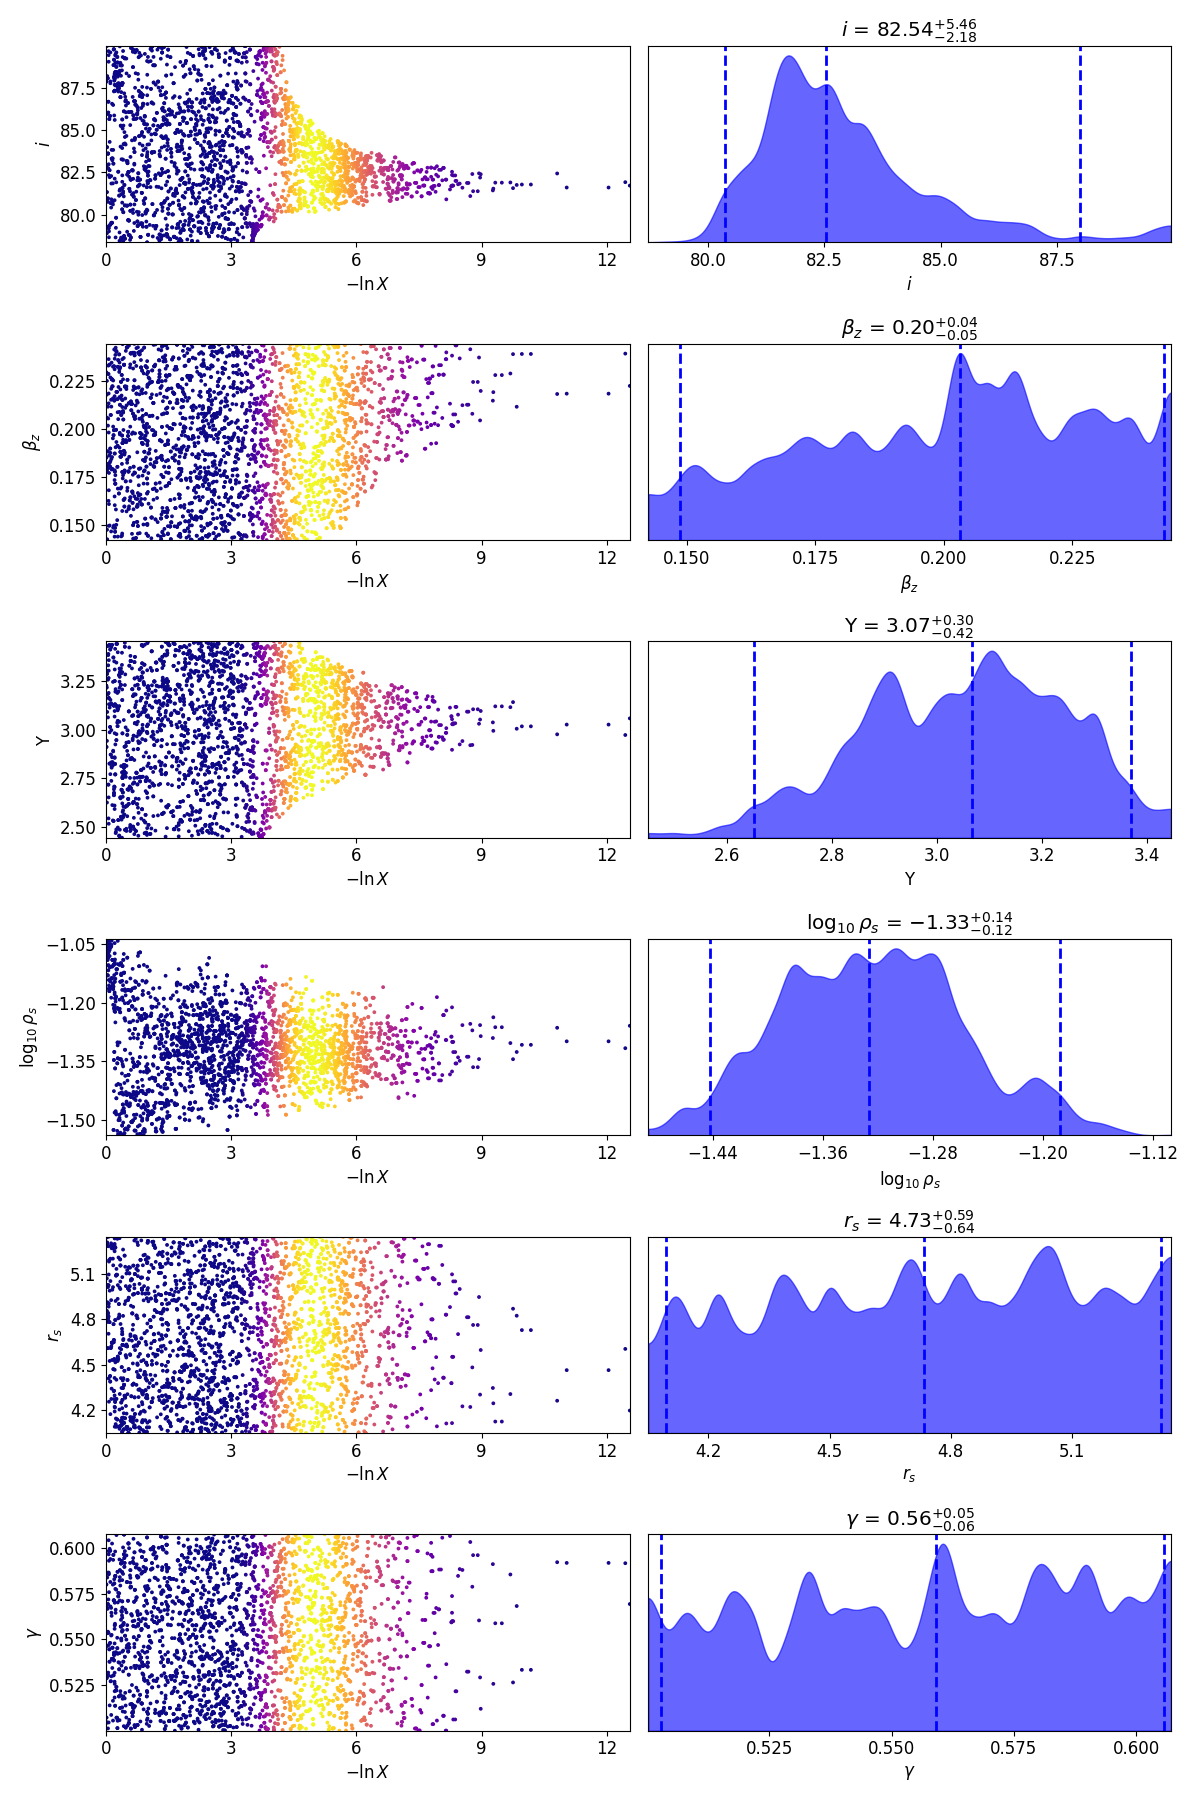 i = 82.54 +5.46 −2.18
87.5
85.0
82.5
80.0
i
0 3 6 9 12
−ln X
80.0 82.5 85.0 87.5
i
β_z = 0.20 +0.04 −0.05
0.225
0.200
0.175
0.150
β_z
0 3 6 9 12
−ln X
0.150 0.175 0.200 0.225
β_z
Y = 3.07 +0.30 −0.42
3.25
3.00
2.75
2.50
Y
0 3 6 9 12
−ln X
2.6 2.8 3.0 3.2 3.4
Y
log₁₀ ρ_s = −1.33 +0.14 −0.12
−1.05
−1.20
−1.35
−1.50
log₁₀ ρ_s
0 3 6 9 12
−ln X
−1.44 −1.36 −1.28 −1.20 −1.12
log₁₀ ρ_s
r_s = 4.73 +0.59 −0.64
5.1
4.8
4.5
4.2
r_s
0 3 6 9 12
−ln X
4.2 4.5 4.8 5.1
r_s
γ = 0.56 +0.05 −0.06
0.600
0.575
0.550
0.525
γ
0 3 6 9 12
−ln X
0.525 0.550 0.575 0.600
γ